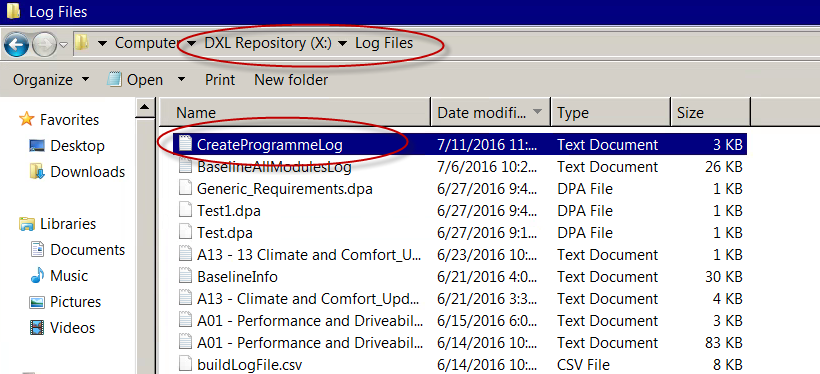 Log Files
Computer DXL Repository (X:) Log Files
Organize Open Print New folder
Favorites
Desktop
Downloads
Libraries
Documents
Music
Pictures
Videos
Name Date modifi... Type Size
CreateProgrammeLog 7/11/2016 11:... Text Document 3 KB
BaselineAllModulesLog 7/6/2016 10:2... Text Document 26 KB
Generic_Requirements.dpa 6/27/2016 9:4... DPA File 1 KB
Test1.dpa 6/27/2016 9:4... DPA File 1 KB
Test.dpa 6/27/2016 9:1... DPA File 1 KB
A13 - 13 Climate and Comfort_U... 6/23/2016 10:... Text Document 1 KB
BaselineInfo 6/21/2016 4:0... Text Document 30 KB
A13 - Climate and Comfort_Upd... 6/21/2016 3:3... Text Document 4 KB
A01 - Performance and Driveabil... 6/15/2016 6:0... Text Document 3 KB
A01 - Performance and Driveabil... 6/14/2016 10:... Text Document 83 KB
buildLogFile.csv 6/14/2016 10:... CSV File 8 KB